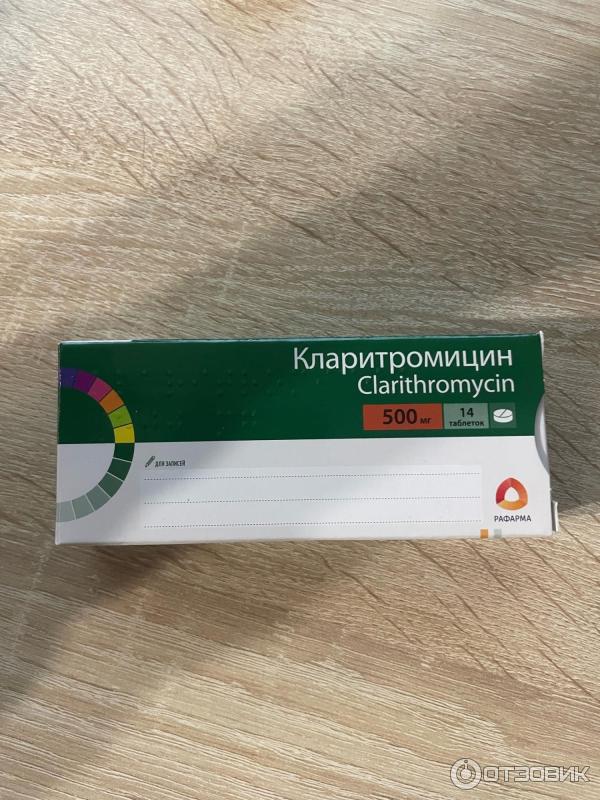 Кларитромицин
Clarithromycin
500 мг
14 таблеток
ДЛЯ ЗАПИСЕЙ
РАФАРМА
ОТЗОВИК